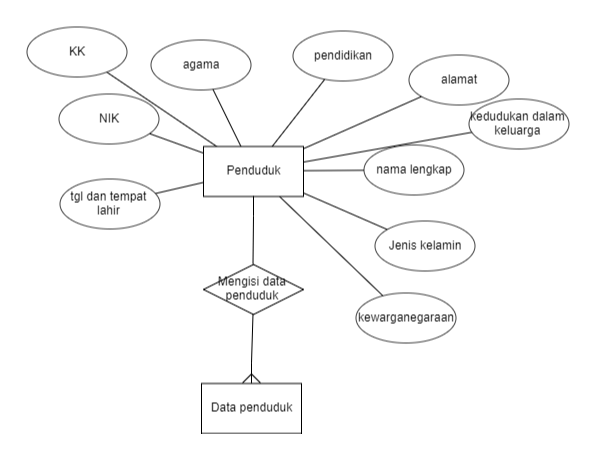 KK
agama
pendidikan
alamat
NIK
kedudukan dalam
keluarga
Penduduk
nama lengkap
tgl dan tempat
lahir
Jenis kelamin
Mengisi data
penduduk
kewarganegaraan
Data penduduk